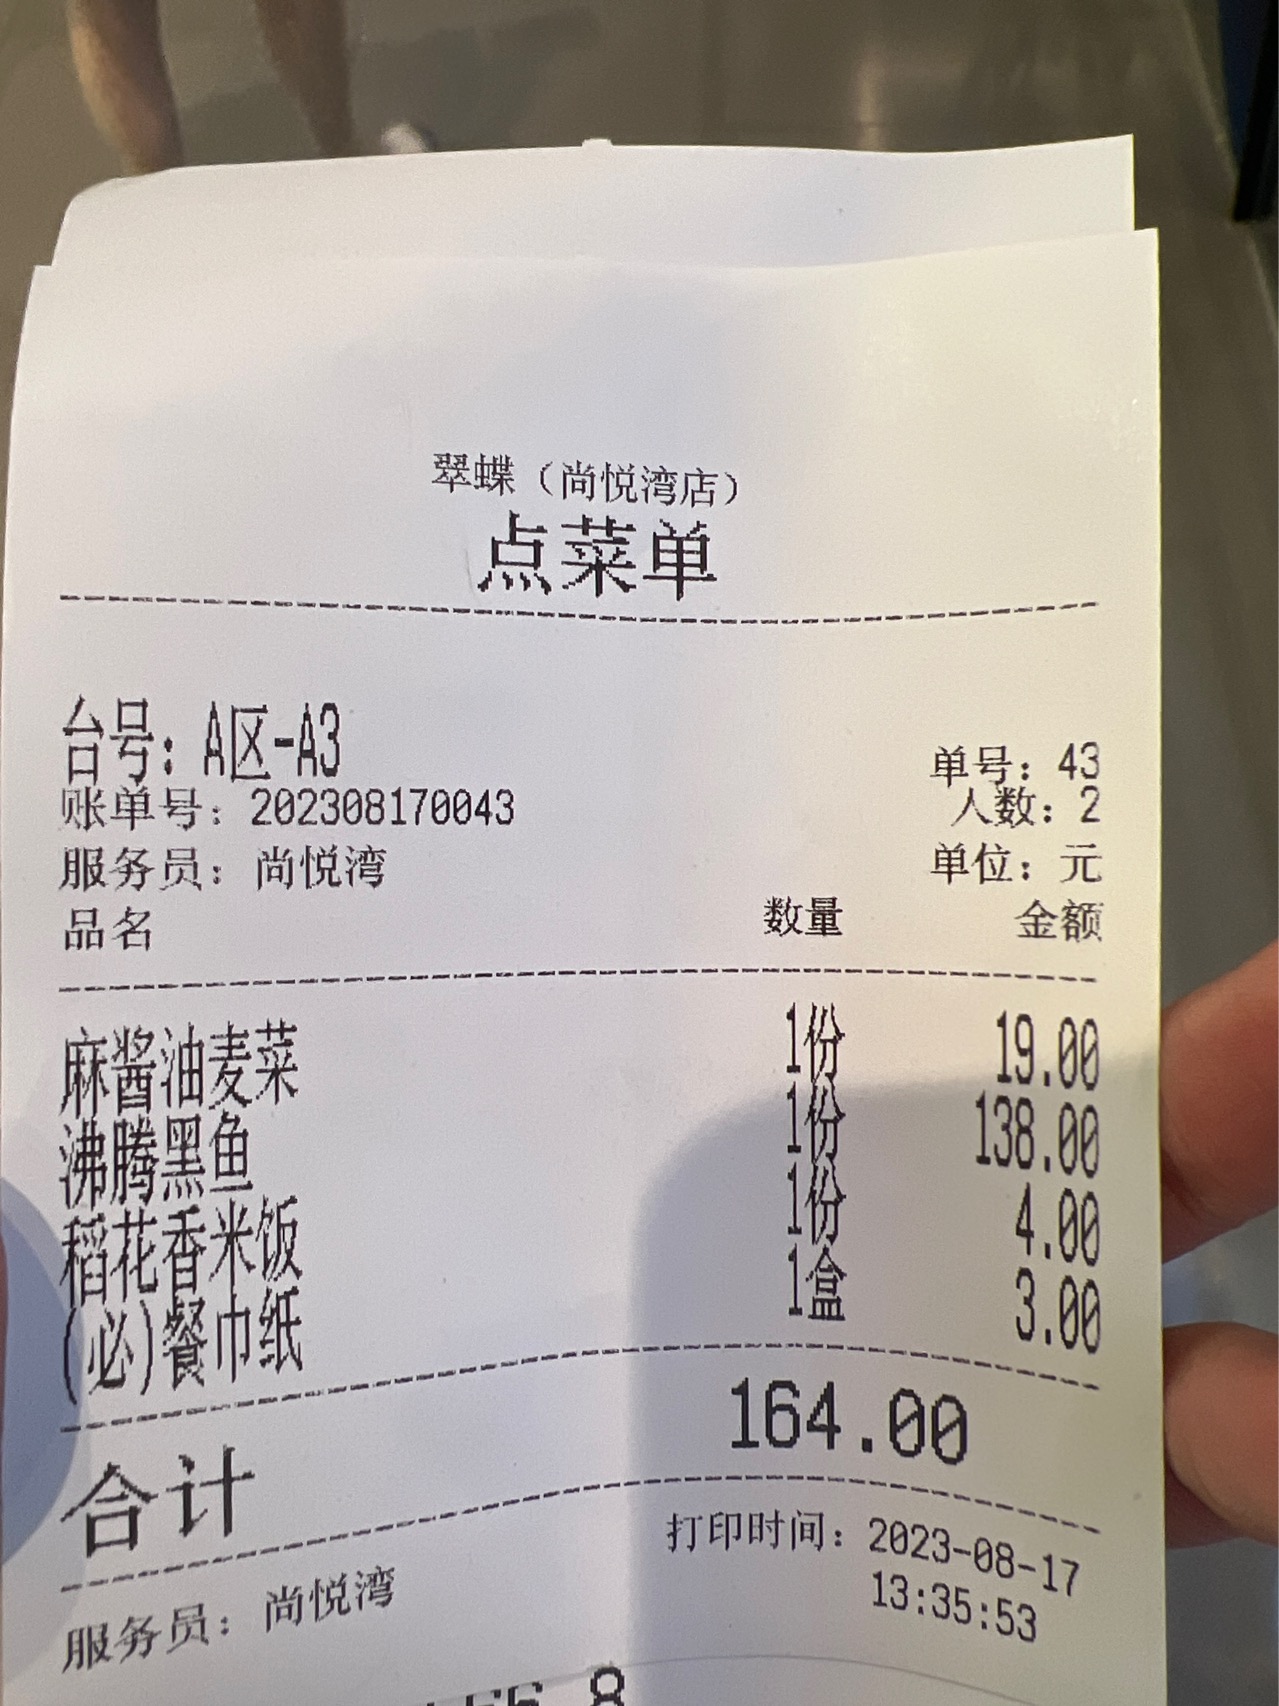 翠蝶（尚悦湾店）
点菜单
台号：A区-A3
单号：43
账单号：202308170043
人数：2
服务员：尚悦湾
单位：元
品名 数量 金额
麻酱油麦菜 1份 19.00
沸腾黑鱼 1份 138.00
稻花香米饭 1份 4.00
(必)餐巾纸 1盒 3.00
合计 164.00
打印时间：2023-08-17
13:35:53
服务员：尚悦湾